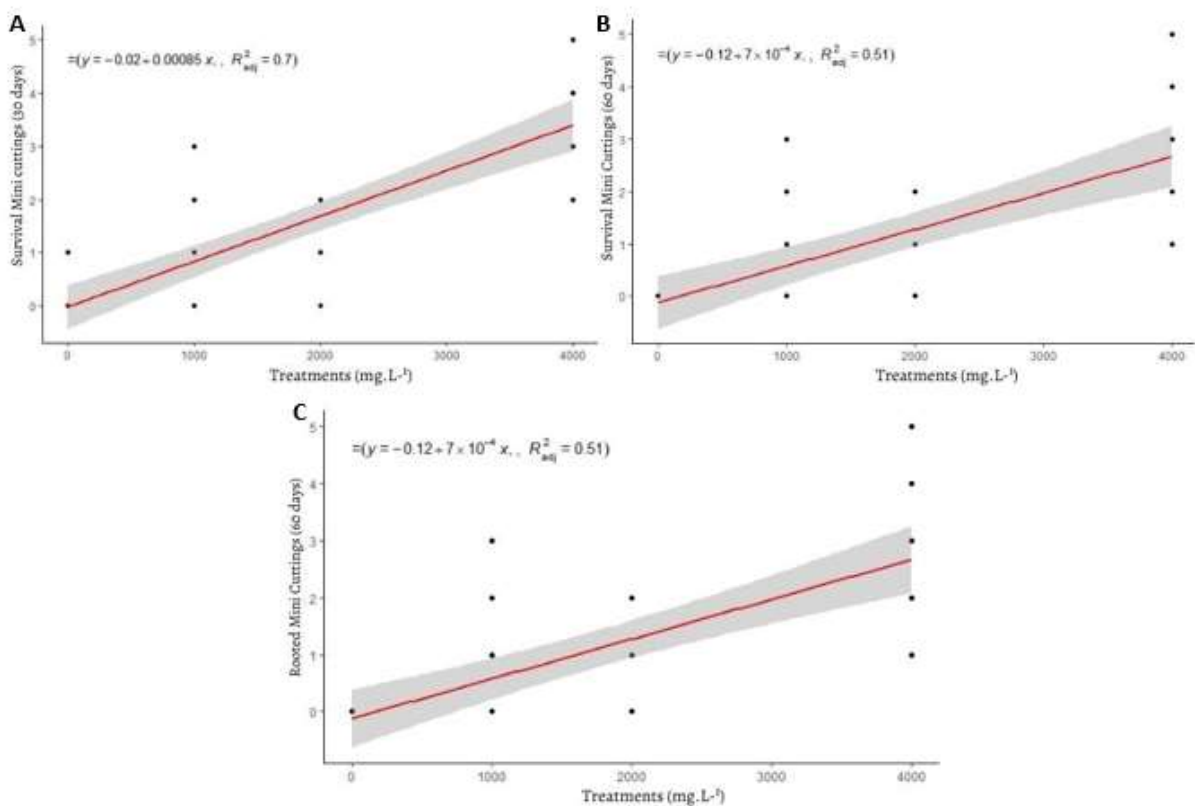 A
=(y = −0.02 + 0.00085 x, , R²adj = 0.7)
Survival Mini cuttings (30 days)
5
4
3
2
1
0
0 1000 2000 3000 4000
Treatments (mg.L⁻¹)
B
=(y = −0.12 + 7 × 10⁻⁴ x, , R²adj = 0.51)
Survival Mini Cuttings (60 days)
5
4
3
2
1
0
0 1000 2000 3000 4000
Treatments (mg.L⁻¹)
C
=(y = −0.12 + 7 × 10⁻⁴ x, , R²adj = 0.51)
Rooted Mini Cuttings (60 days)
5
4
3
2
1
0
0 1000 2000 3000 4000
Treatments (mg.L⁻¹)